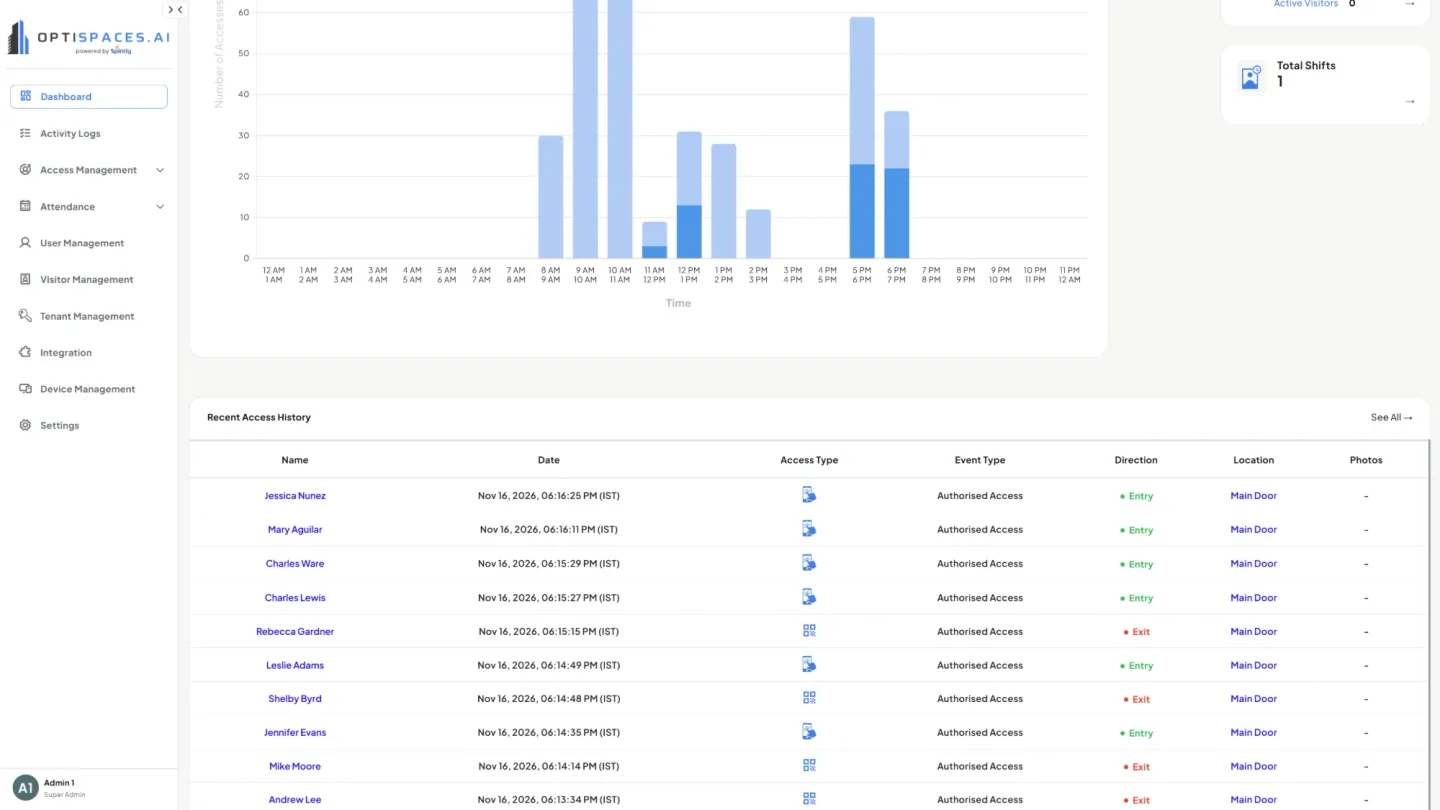 OPTISPACES.AI
powered by Spintly
Dashboard
Activity Logs
Access Management
Attendance
User Management
Visitor Management
Tenant Management
Integration
Device Management
Settings
A1
Admin 1
Super Admin
Number of Accesses
60
50
40
30
20
10
0
12 AM 1 AM 2 AM 3 AM 4 AM 5 AM 6 AM 7 AM 8 AM 9 AM 10 AM 11 AM 12 PM 1 PM 2 PM 3 PM 4 PM 5 PM 6 PM 7 PM 8 PM 9 PM 10 PM 11 PM
1 AM 2 AM 3 AM 4 AM 5 AM 6 AM 7 AM 8 AM 9 AM 10 AM 11 AM 12 PM 1 PM 2 PM 3 PM 4 PM 5 PM 6 PM 7 PM 8 PM 9 PM 10 PM 11 PM 12 AM
Time
Active Visitors 0 →
Total Shifts
1
→
Recent Access History See All →
Name Date Access Type Event Type Direction Location Photos
Jessica Nunez Nov 16, 2026, 06:16:25 PM (IST) Authorised Access Entry Main Door -
Mary Aguilar Nov 16, 2026, 06:16:11 PM (IST) Authorised Access Entry Main Door -
Charles Ware Nov 16, 2026, 06:15:29 PM (IST) Authorised Access Entry Main Door -
Charles Lewis Nov 16, 2026, 06:15:27 PM (IST) Authorised Access Entry Main Door -
Rebecca Gardner Nov 16, 2026, 06:15:15 PM (IST) Authorised Access Exit Main Door -
Leslie Adams Nov 16, 2026, 06:14:49 PM (IST) Authorised Access Entry Main Door -
Shelby Byrd Nov 16, 2026, 06:14:48 PM (IST) Authorised Access Exit Main Door -
Jennifer Evans Nov 16, 2026, 06:14:35 PM (IST) Authorised Access Entry Main Door -
Mike Moore Nov 16, 2026, 06:14:14 PM (IST) Authorised Access Exit Main Door -
Andrew Lee Nov 16, 2026, 06:13:34 PM (IST) Authorised Access Exit Main Door -